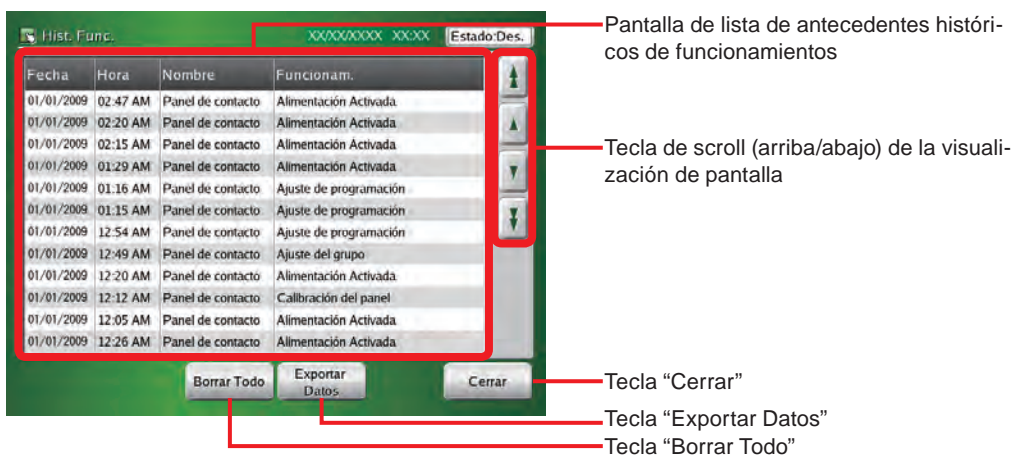 Hist. Func. XX/XX/XXXX XX:XX Estado:Des.
Fecha Hora Nombre Funcionam.
01/01/2009 02:47 AM Panel de contacto Alimentación Activada
01/01/2009 02:20 AM Panel de contacto Alimentación Activada
01/01/2009 02:15 AM Panel de contacto Alimentación Activada
01/01/2009 01:29 AM Panel de contacto Alimentación Activada
01/01/2009 01:16 AM Panel de contacto Ajuste de programación
01/01/2009 01:15 AM Panel de contacto Ajuste de programación
01/01/2009 12:54 AM Panel de contacto Ajuste de programación
01/01/2009 12:49 AM Panel de contacto Ajuste del grupo
01/01/2009 12:20 AM Panel de contacto Alimentación Activada
01/01/2009 12:12 AM Panel de contacto Calibración del panel
01/01/2009 12:05 AM Panel de contacto Alimentación Activada
01/01/2009 12:26 AM Panel de contacto Alimentación Activada
Borrar Todo
Exportar
Datos
Cerrar
Pantalla de lista de antecedentes históri-
cos de funcionamientos
Tecla de scroll (arriba/abajo) de la visuali-
zación de pantalla
Tecla “Cerrar”
Tecla “Exportar Datos”
Tecla “Borrar Todo”